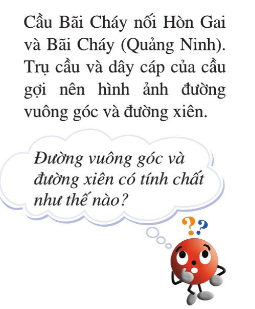 Cầu Bãi Cháy nối Hòn Gai
và Bãi Cháy (Quảng Ninh).
Trụ cầu và dây cáp của cầu
gợi nên hình ảnh đường
vuông góc và đường xiên.
Đường vuông góc và
đường xiên có tính chất
như thế nào?
??